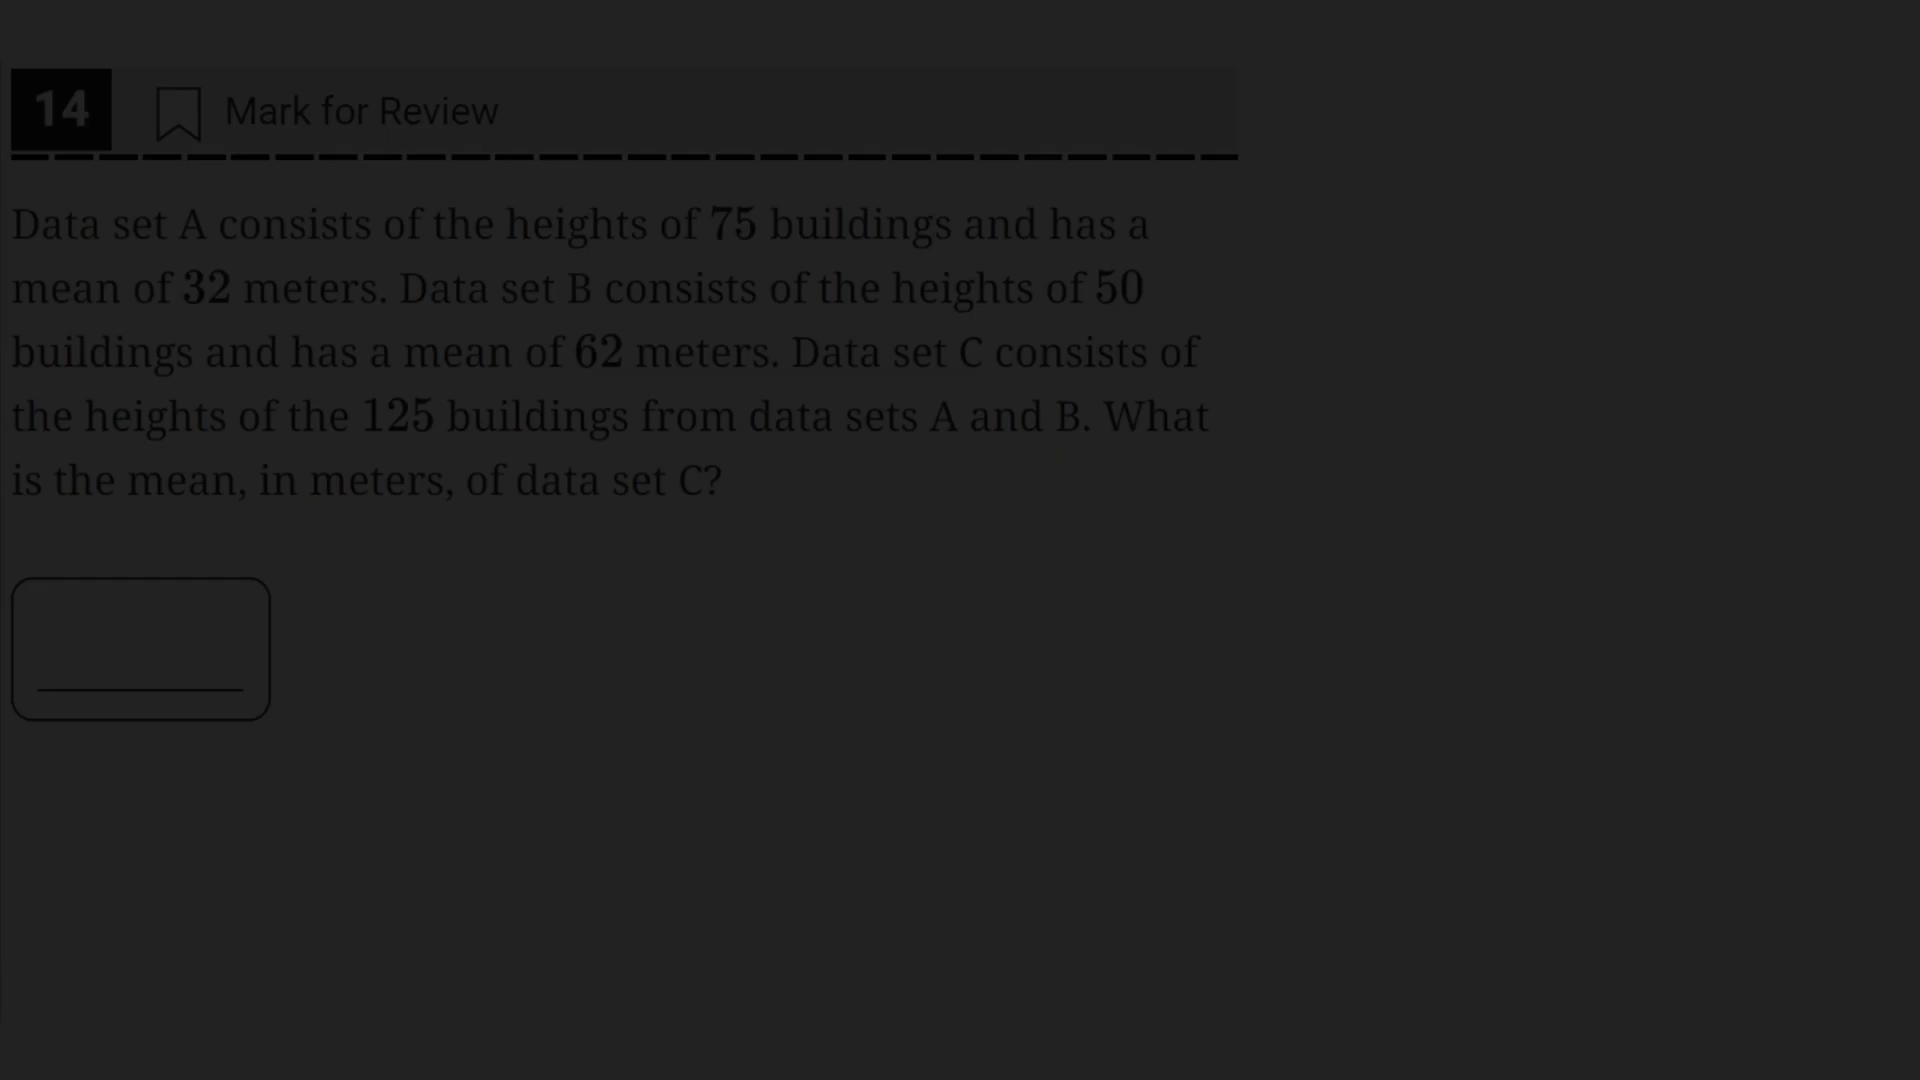 14 Mark for Review
Data set A consists of the heights of 75 buildings and has a
mean of 32 meters. Data set B consists of the heights of 50
buildings and has a mean of 62 meters. Data set C consists of
the heights of the 125 buildings from data sets A and B. What
is the mean, in meters, of data set C?